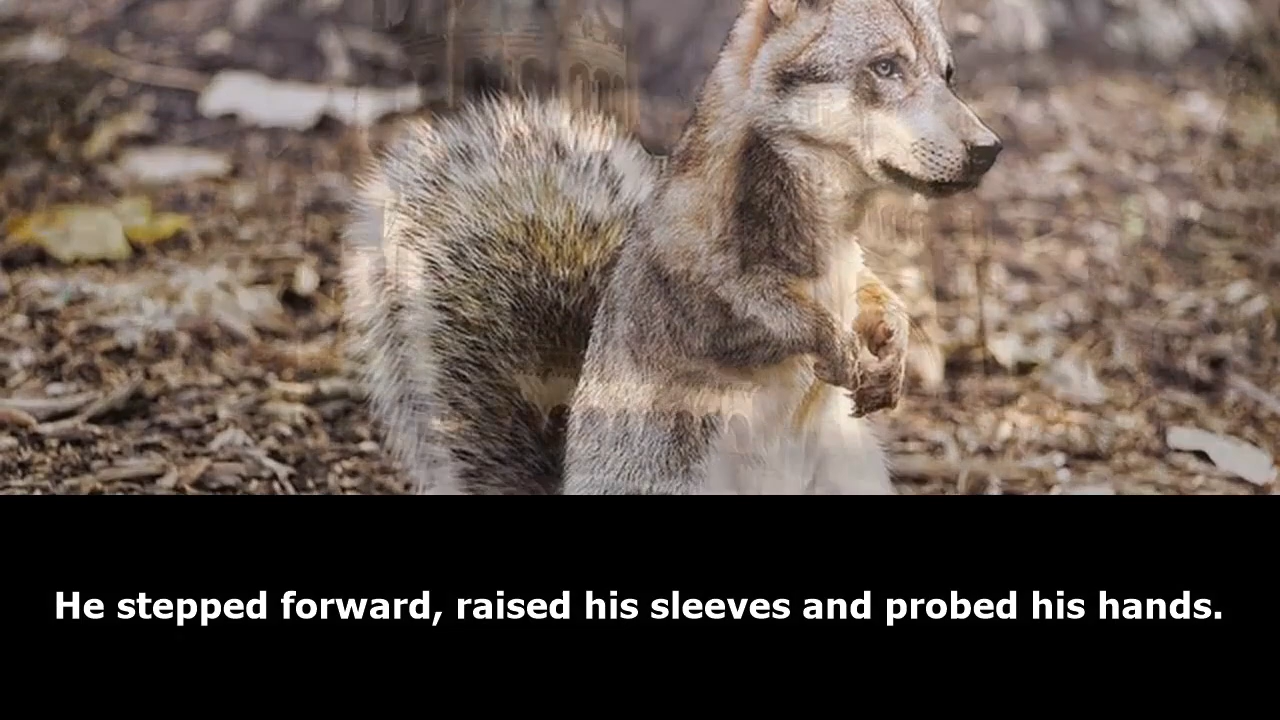 He stepped forward, raised his sleeves and probed his hands.